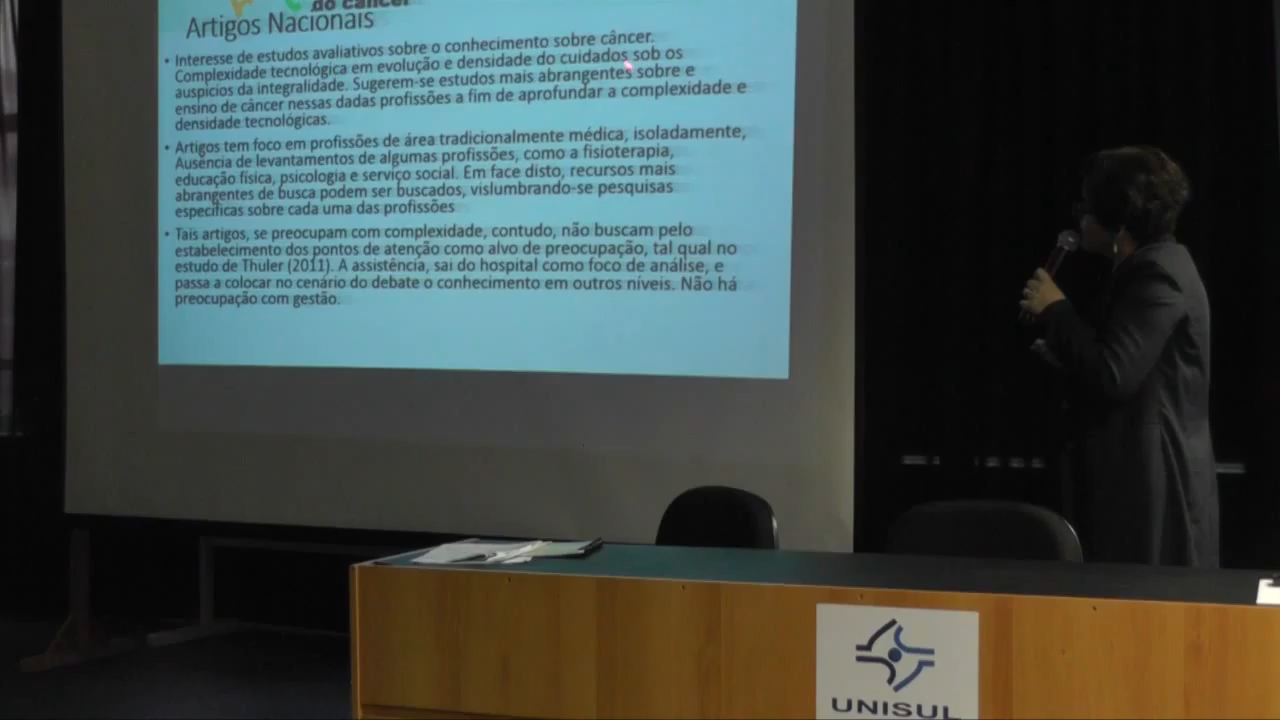 do câncer
Artigos Nacionais
• Interesse de estudos avaliativos sobre o conhecimento sobre câncer.
Complexidade tecnológica em evolução e densidade do cuidados sob os
auspícios da integralidade. Sugerem-se estudos mais abrangentes sobre e
ensino de câncer nessas dadas profissões a fim de aprofundar a complexidade e
densidade tecnológicas.
• Artigos tem foco em profissões de área tradicionalmente médica, isoladamente,
Ausência de levantamentos de algumas profissões, como a fisioterapia,
educação física, psicologia e serviço social. Em face disto, recursos mais
abrangentes de busca podem ser buscados, vislumbrando-se pesquisas
específicas sobre cada uma das profissões
• Tais artigos, se preocupam com complexidade, contudo, não buscam pelo
estabelecimento dos pontos de atenção como alvo de preocupação, tal qual no
estudo de Thuler (2011). A assistência, sai do hospital como foco de análise, e
passa a colocar no cenário do debate o conhecimento em outros níveis. Não há
preocupação com gestão.
UNISUL